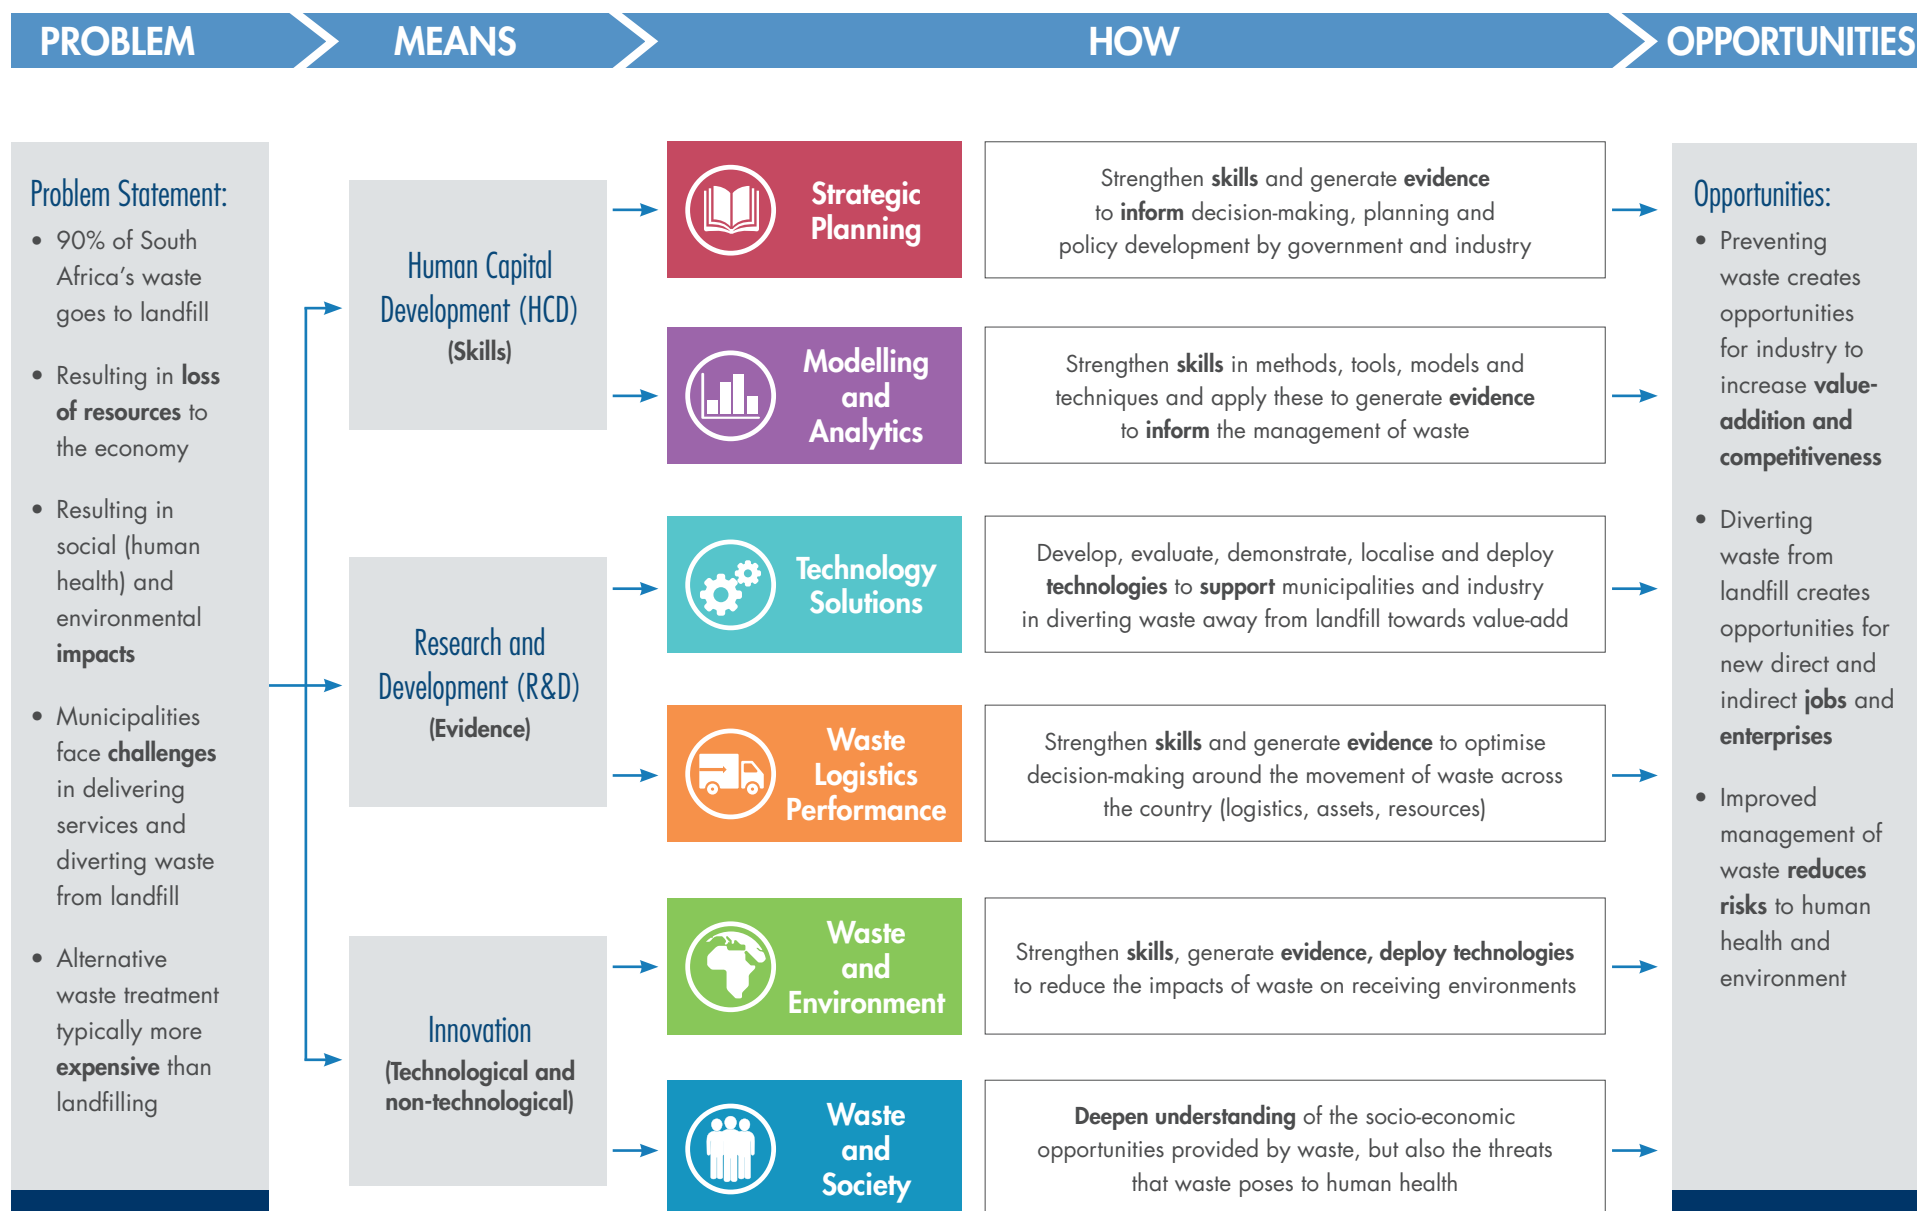 PROBLEM
MEANS
HOW
OPPORTUNITIES
Problem Statement:
• 90% of South
Africa’s waste
goes to landfill
• Resulting in loss
of resources to
the economy
• Resulting in
social (human
health) and
environmental
impacts
• Municipalities
face challenges
in delivering
services and
diverting waste
from landfill
• Alternative
waste treatment
typically more
expensive than
landfilling
Human Capital
Development (HCD)
(Skills)
Research and
Development (R&D)
(Evidence)
Innovation
(Technological and
non-technological)
Strategic
Planning
Strengthen skills and generate evidence
to inform decision-making, planning and
policy development by government and industry
Modelling
and
Analytics
Strengthen skills in methods, tools, models and
techniques and apply these to generate evidence
to inform the management of waste
Technology
Solutions
Develop, evaluate, demonstrate, localise and deploy
technologies to support municipalities and industry
in diverting waste away from landfill towards value-add
Waste
Logistics
Performance
Strengthen skills and generate evidence to optimise
decision-making around the movement of waste across
the country (logistics, assets, resources)
Waste
and
Environment
Strengthen skills, generate evidence, deploy technologies
to reduce the impacts of waste on receiving environments
Waste
and
Society
Deepen understanding of the socio-economic
opportunities provided by waste, but also the threats
that waste poses to human health
Opportunities:
• Preventing
waste creates
opportunities
for industry to
increase value-
addition and
competitiveness
• Diverting
waste from
landfill creates
opportunities for
new direct and
indirect jobs and
enterprises
• Improved
management of
waste reduces
risks to human
health and
environment